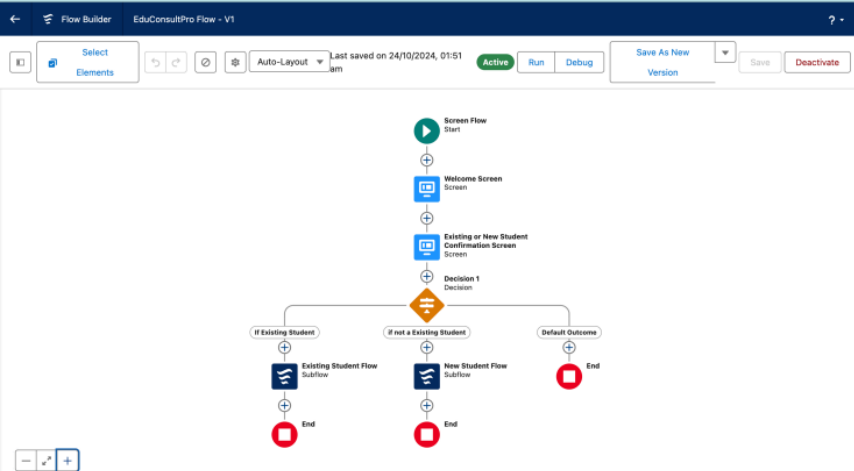 Flow Builder
EduConsultPro Flow - V1
?
Select
Elements
Auto-Layout
Last saved on 24/10/2024, 01:51
am
Active
Run
Debug
Save As New
Version
Save
Deactivate
Screen Flow
Start
Welcome Screen
Screen
Existing or New Student
Confirmation Screen
Screen
Decision 1
Decision
If Existing Student
if not a Existing Student
Default Outcome
Existing Student Flow
Subflow
New Student Flow
Subflow
End
End
End